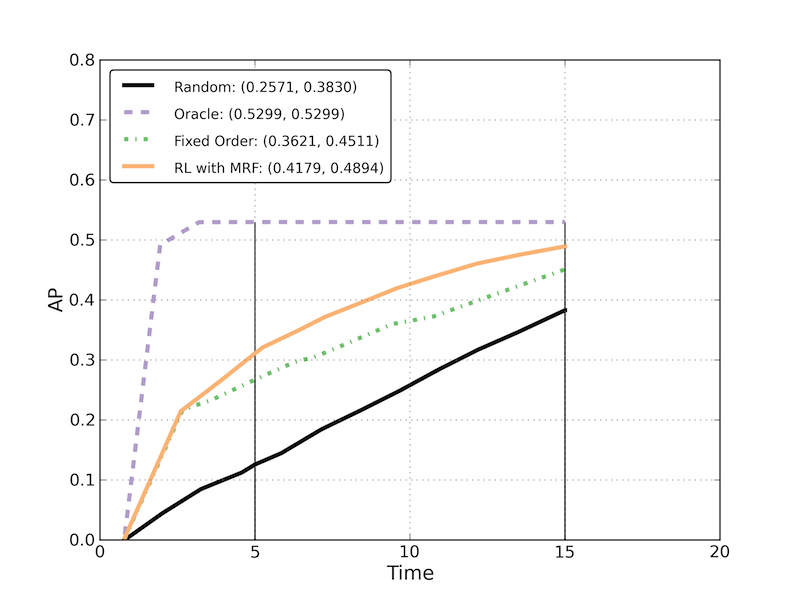 0.8
0.7
0.6
0.5
0.4
0.3
0.2
0.1
0.0
AP
Random: (0.2571, 0.3830)
Oracle: (0.5299, 0.5299)
Fixed Order: (0.3621, 0.4511)
RL with MRF: (0.4179, 0.4894)
0 5 10 15 20
Time